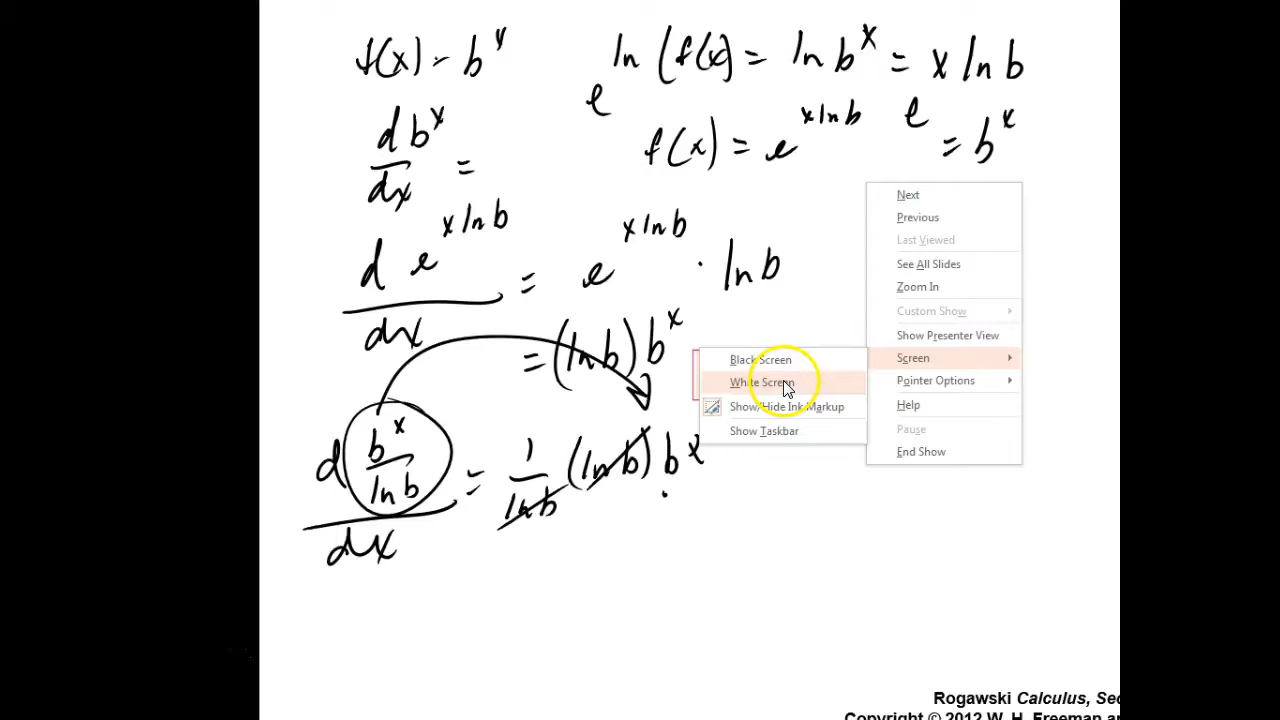 f(x) = b^x
ln (f(x) = ln b^x = x ln b
e e
f(x) = e^{x ln b} = b^x
d b^x / dx =
d e^{x ln b} / dx = e^{x ln b} · ln b
= (ln b) b^x
d (b^x / ln b) / dx = 1 / ln b (ln b) b^x
Next
Previous
Last Viewed
See All Slides
Zoom In
Custom Show
Show Presenter View
Screen
Pointer Options
Help
Pause
End Show
Black Screen
White Screen
Show/Hide Ink Markup
Show Taskbar
Rogawski Calculus, Sec
Copyright © 2012 W. H. Freeman an